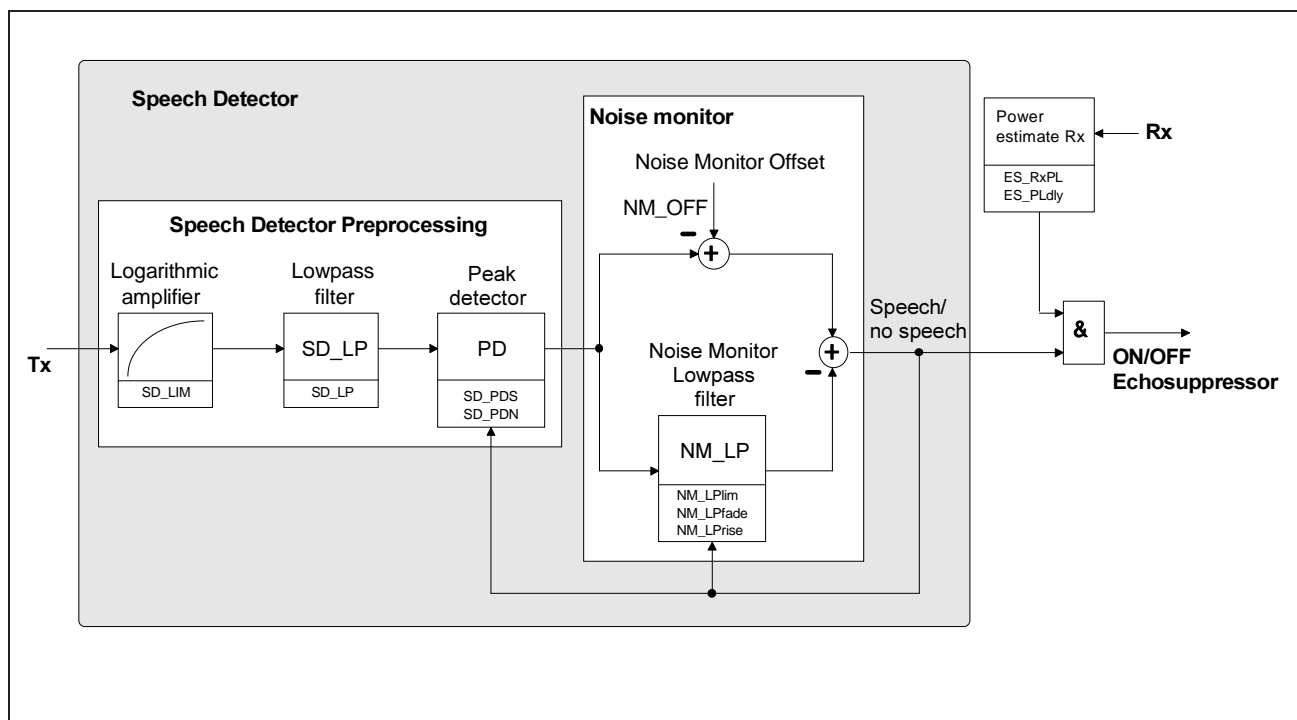 Speech Detector
Noise monitor
Power
estimate Rx
Rx
ES_RxPL
ES_PLdly
Noise Monitor Offset
NM_OFF
–
+
Speech Detector Preprocessing
Logarithmic
amplifier
Lowpass
filter
Peak
detector
Tx
SD_LIM
SD_LP
SD_LP
PD
SD_PDS
SD_PDN
Noise Monitor
Lowpass
filter
NM_LP
NM_LPlim
NM_LPfade
NM_LPrise
+
–
Speech/
no speech
&
ON/OFF
Echosuppressor